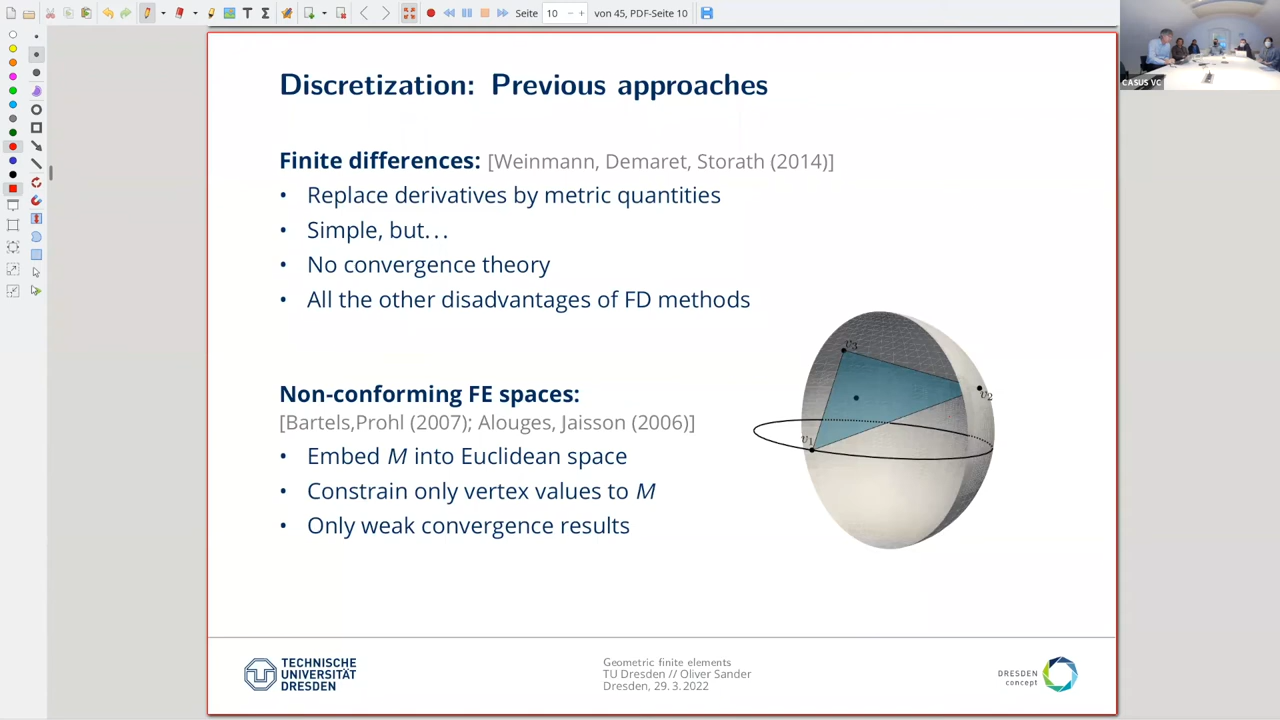 Seite 10 von 45, PDF-Seite 10
CASUS VC
Discretization: Previous approaches
Finite differences: [Weinmann, Demaret, Storath (2014)]
• Replace derivatives by metric quantities
• Simple, but...
• No convergence theory
• All the other disadvantages of FD methods
Non-conforming FE spaces:
[Bartels,Prohl (2007); Alouges, Jaisson (2006)]
• Embed M into Euclidean space
• Constrain only vertex values to M
• Only weak convergence results
v3
v2
v1
TECHNISCHE
UNIVERSITÄT
DRESDEN
Geometric finite elements
TU Dresden // Oliver Sander
Dresden, 29. 3. 2022
DRESDEN
concept